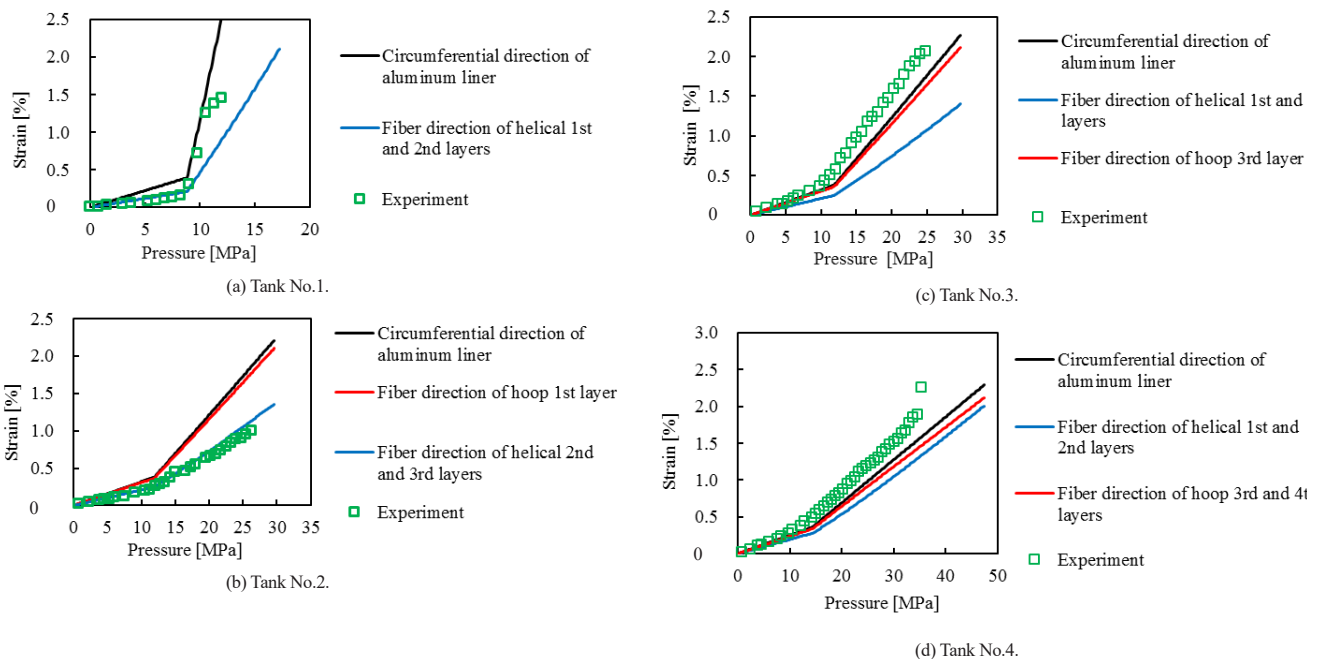 2.5
2.0
1.5
1.0
0.5
0
Strain [%]
0 5 10 15 20
Pressure [MPa]
Circumferential direction of
aluminum liner
Fiber direction of helical 1st
and 2nd layers
Experiment
(a) Tank No.1.
2.5
2.0
1.5
1.0
0.5
0
Strain [%]
0 5 10 15 20 25 30 35
Pressure [MPa]
Circumferential direction of
aluminum liner
Fiber direction of hoop 1st layer
Fiber direction of helical 2nd
and 3rd layers
Experiment
(b) Tank No.2.
2.5
2.0
1.5
1.0
0.5
0
Strain [%]
0 5 10 15 20 25 30 35
Pressure [MPa]
Circumferential direction of
aluminum liner
Fiber direction of helical 1st and
layers
Fiber direction of hoop 3rd layer
Experiment
(c) Tank No.3.
3.0
2.5
2.0
1.5
1.0
0.5
0
Strain [%]
0 10 20 30 40 50
Pressure [MPa]
Circumferential direction of
aluminum liner
Fiber direction of helical 1st and
2nd layers
Fiber direction of hoop 3rd and 4t
layers
Experiment
(d) Tank No.4.